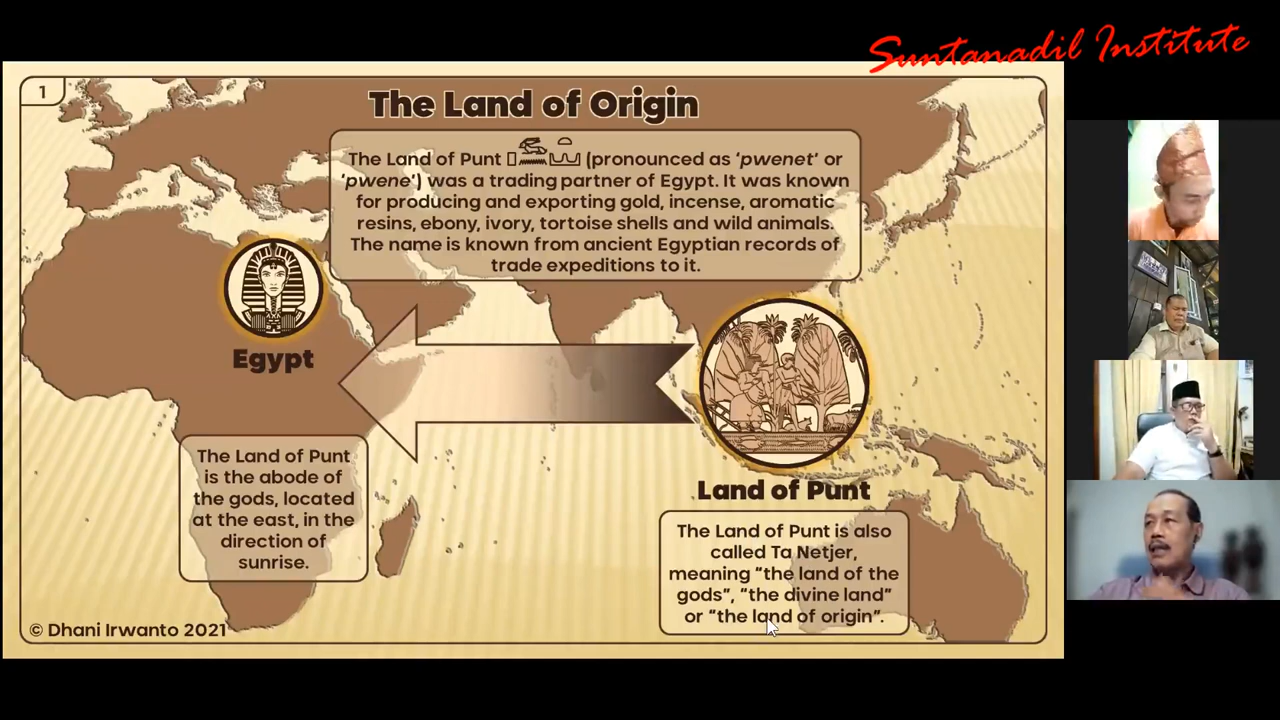 Suntanadil Institute
1
The Land of Origin
The Land of Punt (pronounced as ‘pwenet’ or
‘pwene’) was a trading partner of Egypt. It was known
for producing and exporting gold, incense, aromatic
resins, ebony, ivory, tortoise shells and wild animals.
The name is known from ancient Egyptian records of
trade expeditions to it.
Egypt
The Land of Punt
is the abode of
the gods, located
at the east, in the
direction of
sunrise.
Land of Punt
The Land of Punt is also
called Ta Netjer,
meaning “the land of the
gods”, “the divine land”
or “the land of origin”.
© Dhani Irwanto 2021